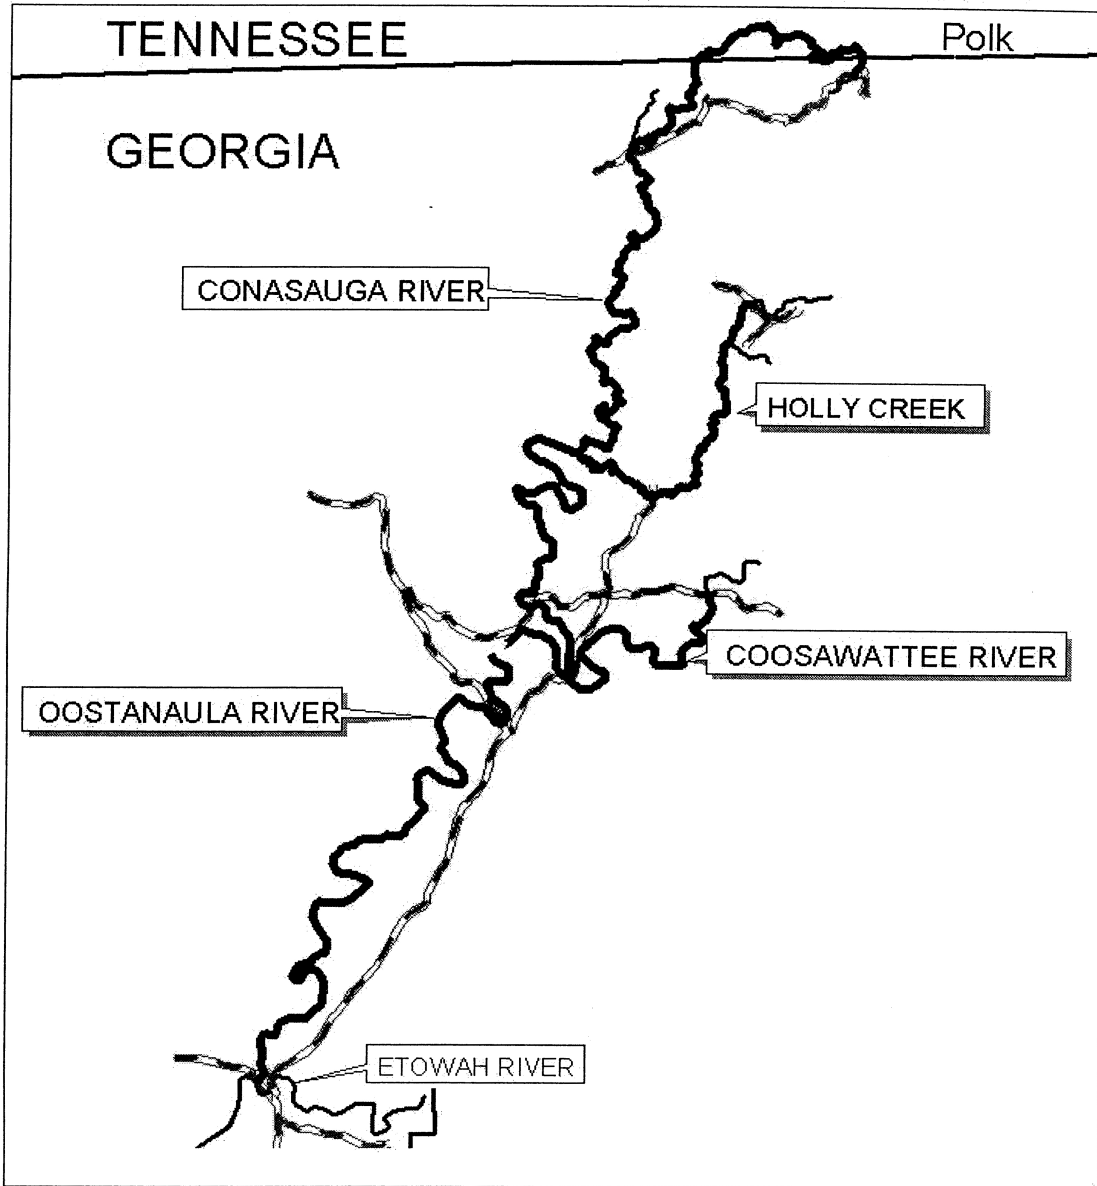 TENNESSEE
Polk
GEORGIA
CONASAUGA RIVER
HOLLY CREEK
COOSAWATTEE RIVER
OOSTANAULA RIVER
ETOWAH RIVER